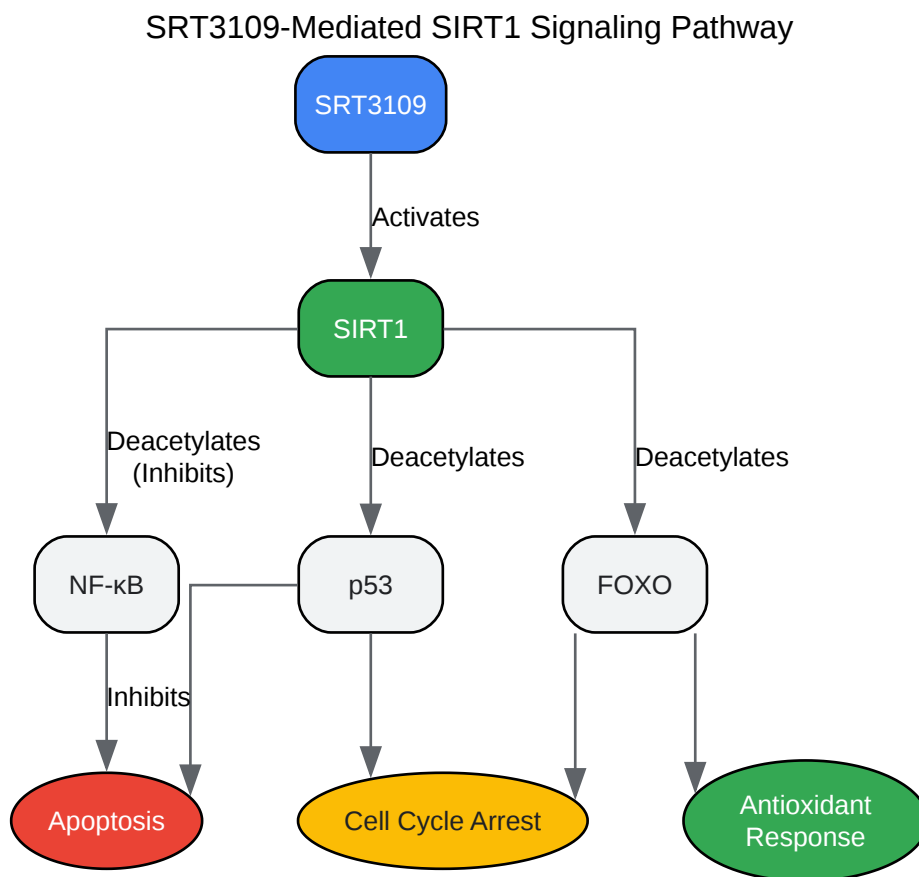 SRT3109-Mediated SIRT1 Signaling Pathway
SRT3109
Activates
SIRT1
Deacetylates
(Inhibits)
Deacetylates
Deacetylates
NF-κB
p53
FOXO
Inhibits
Apoptosis
Cell Cycle Arrest
Antioxidant
Response